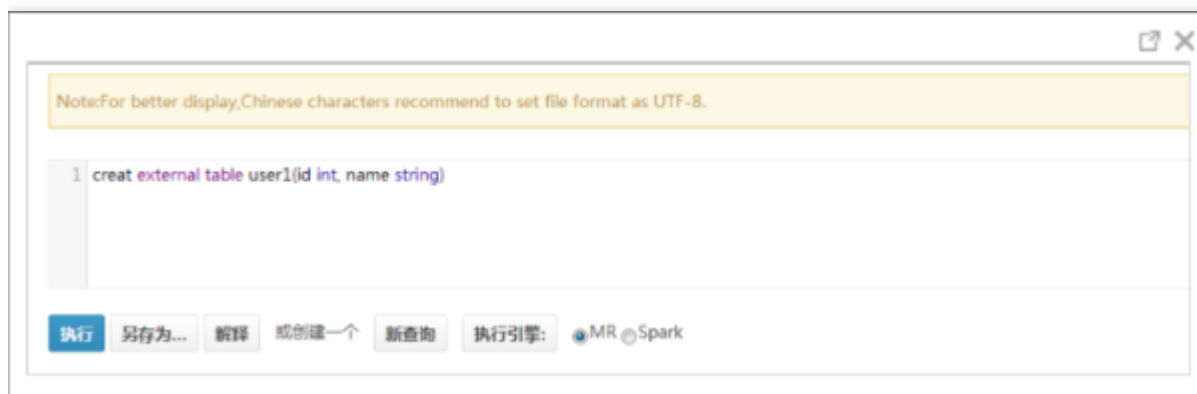 Note:For better display,Chinese characters recommend to set file format as UTF-8.
1 creat external table user1(id int, name string)
执行 另存为... 解释 或创建一个 新查询 执行引擎: MR Spark